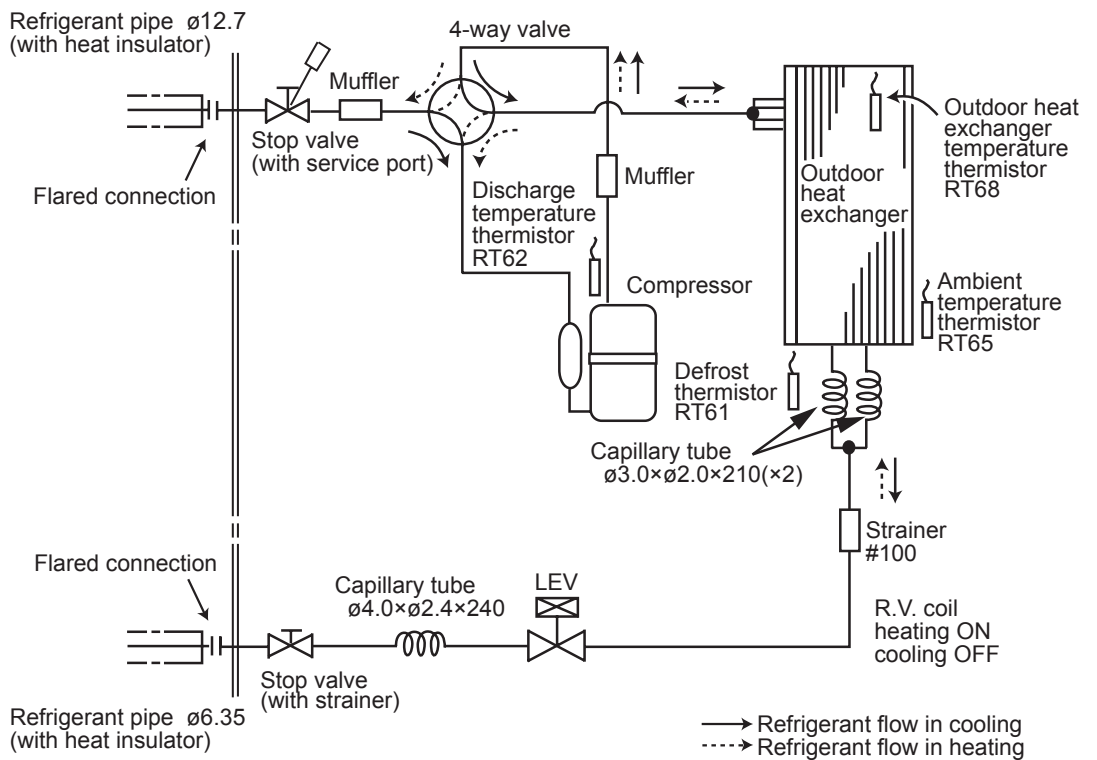 Refrigerant pipe ø12.7
(with heat insulator)
4-way valve
Muffler
Stop valve
(with service port)
Flared connection
Discharge
temperature
thermistor
RT62
Muffler
Compressor
Outdoor
heat
exchanger
Outdoor heat
exchanger
temperature
thermistor
RT68
Ambient
temperature
thermistor
RT65
Defrost
thermistor
RT61
Capillary tube
ø3.0×ø2.0×210(×2)
Strainer
#100
Flared connection
Capillary tube
ø4.0×ø2.4×240
LEV
R.V. coil
heating ON
cooling OFF
Stop valve
(with strainer)
Refrigerant pipe ø6.35
(with heat insulator)
Refrigerant flow in cooling
Refrigerant flow in heating